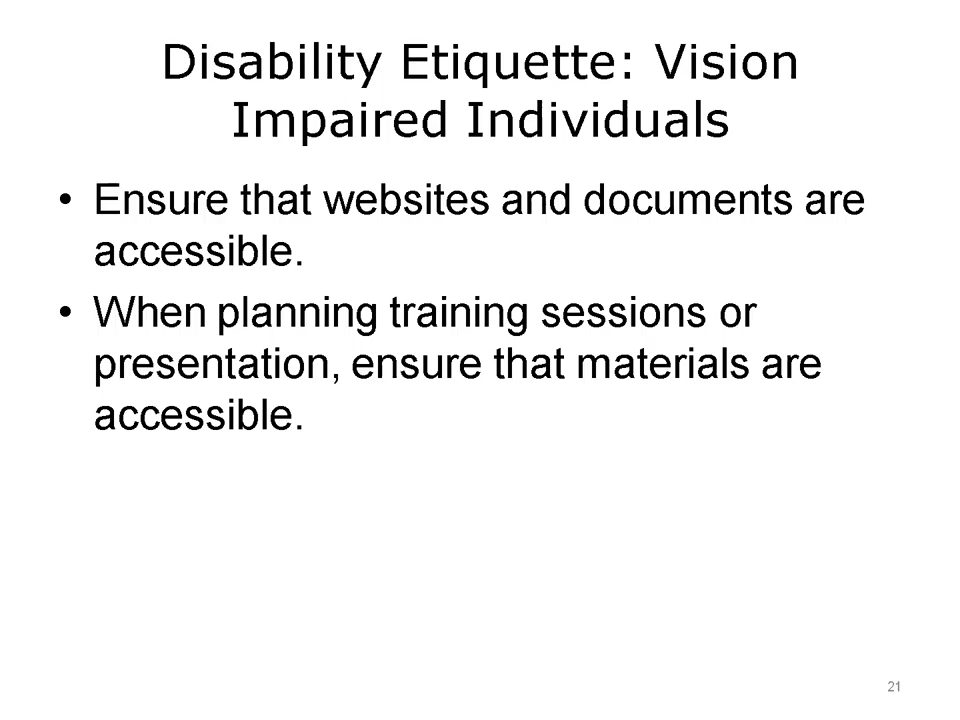 Disability Etiquette: Vision
Impaired Individuals
• Ensure that websites and documents are
accessible.
• When planning training sessions or
presentation, ensure that materials are
accessible.
21